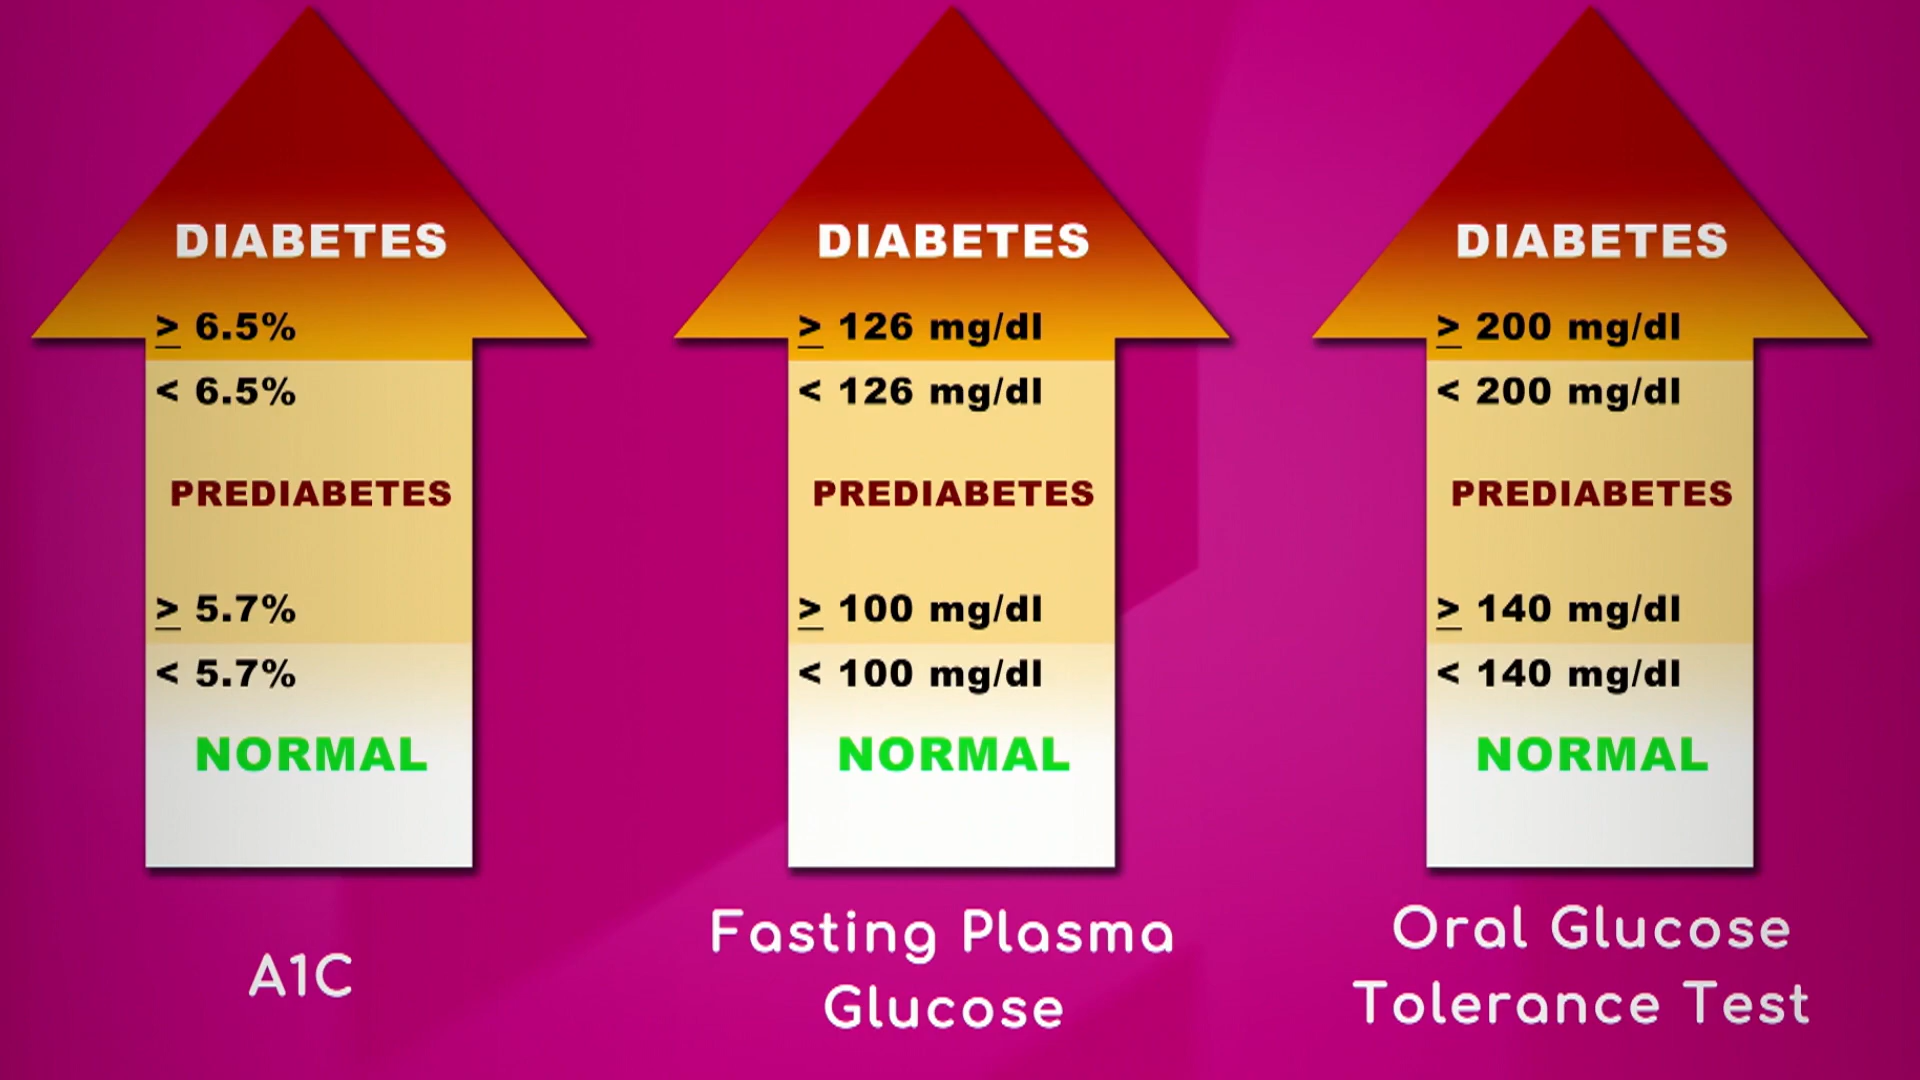 DIABETES
≥ 6.5%
< 6.5%
PREDIABETES
≥ 5.7%
< 5.7%
NORMAL
A1C
DIABETES
≥ 126 mg/dl
< 126 mg/dl
PREDIABETES
≥ 100 mg/dl
< 100 mg/dl
NORMAL
Fasting Plasma
Glucose
DIABETES
≥ 200 mg/dl
< 200 mg/dl
PREDIABETES
≥ 140 mg/dl
< 140 mg/dl
NORMAL
Oral Glucose
Tolerance Test